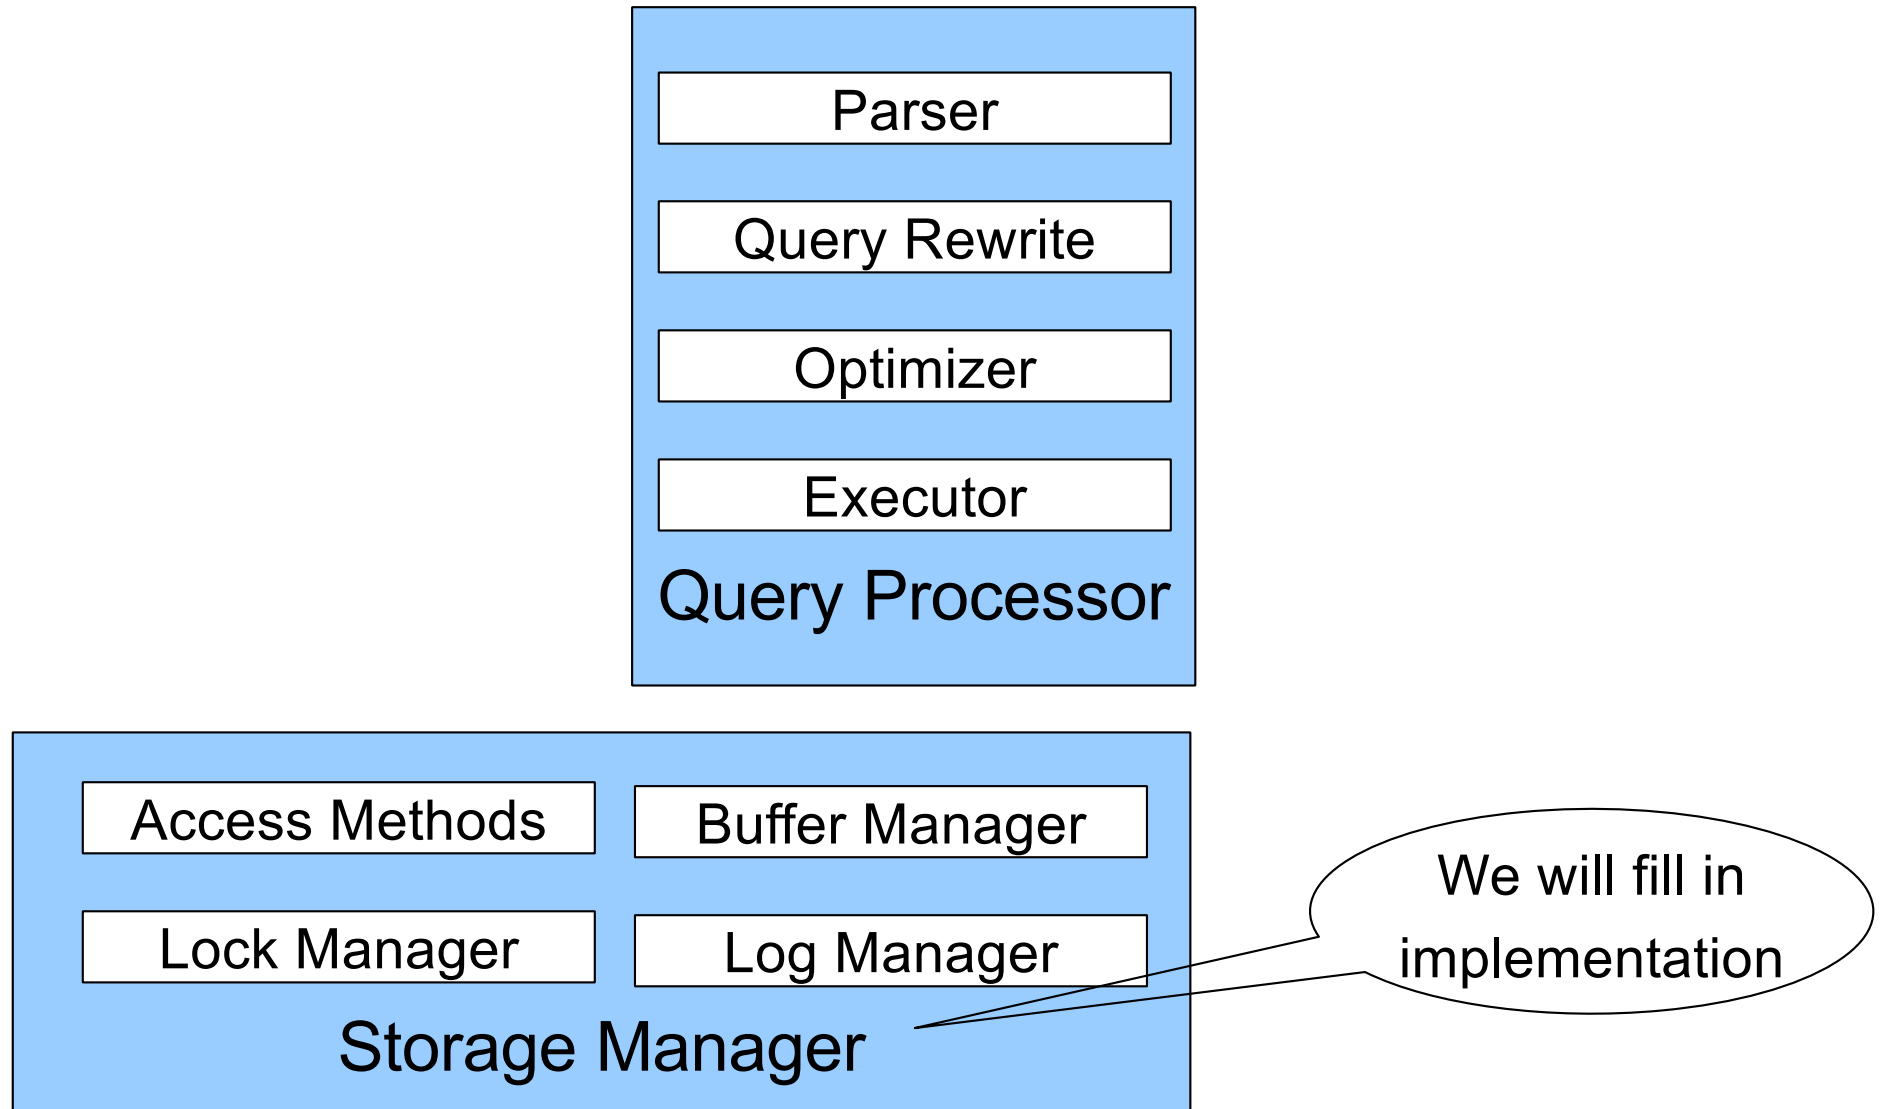 Parser
Query Rewrite
Optimizer
Executor
Query Processor
Access Methods
Buffer Manager
Lock Manager
Log Manager
Storage Manager
We will fill in
implementation